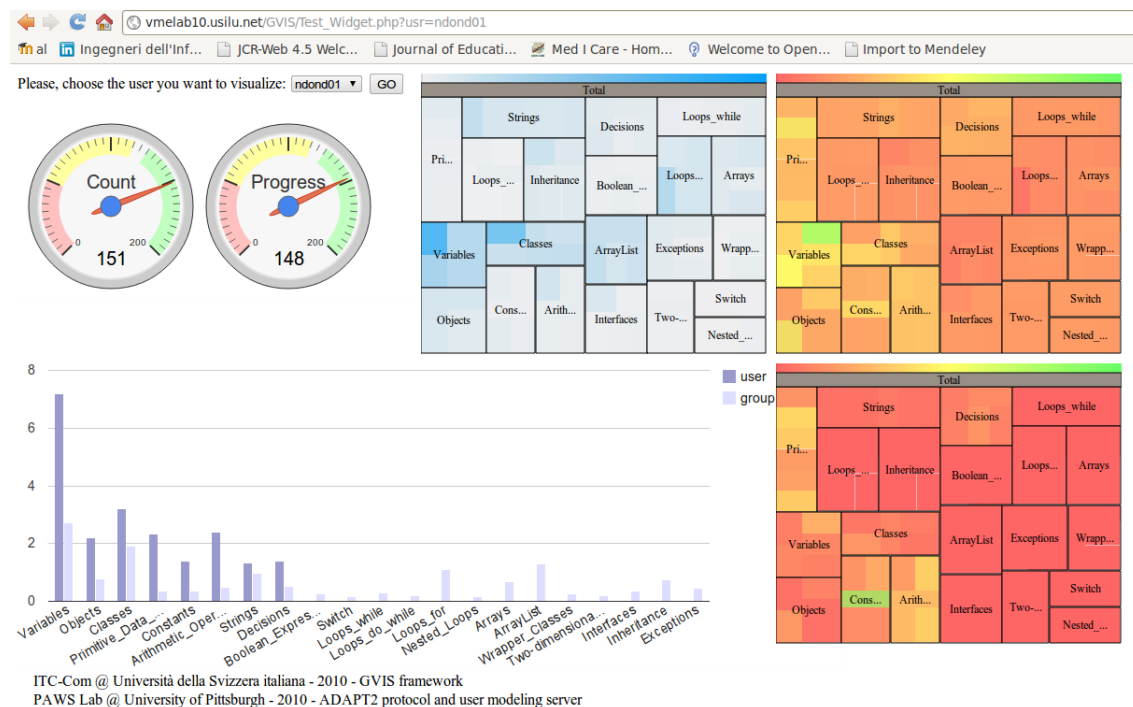 vmelab10.usilu.net/GVIS/Test_Widget.php?usr=ndond01
al Ingegneri dell'Inf... JCR-Web 4.5 Welc... Journal of Educati... Med I Care - Hom... Welcome to Open... Import to Mendeley
Please, choose the user you want to visualize: ndond01 GO
Count
0 200
151
Progress
0 200
148
Total
Strings
Decisions
Loops_while
Pri...
Loops_...
Inheritance
Boolean_...
Loops...
Arrays
Variables
Classes
ArrayList
Exceptions
Wrapp...
Objects
Cons...
Arith...
Interfaces
Two-...
Switch
Nested_...
Total
Strings
Decisions
Loops_while
Pri...
Loops_...
Inheritance
Boolean_...
Loops...
Arrays
Variables
Classes
ArrayList
Exceptions
Wrapp...
Objects
Cons...
Arith...
Interfaces
Two-...
Switch
Nested_...
8
6
4
2
0
user
group
Variables
Objects
Classes
Primitive_Data_...
Constants
Arithmetic_Oper...
Strings
Decisions
Boolean_Expres...
Switch
Loops_while
Loops_do_while
Loops_for
Nested_Loops
Arrays
ArrayList
Wrapper_Classes
Two-dimensiona...
Interfaces
Inheritance
Exceptions
Total
Strings
Decisions
Loops_while
Pri...
Loops_...
Inheritance
Boolean_...
Loops...
Arrays
Variables
Classes
ArrayList
Exceptions
Wrapp...
Objects
Cons...
Arith...
Interfaces
Two-...
Switch
Nested_...
ITC-Com @ Università della Svizzera italiana - 2010 - GVIS framework
PAWS Lab @ University of Pittsburgh - 2010 - ADAPT2 protocol and user modeling server